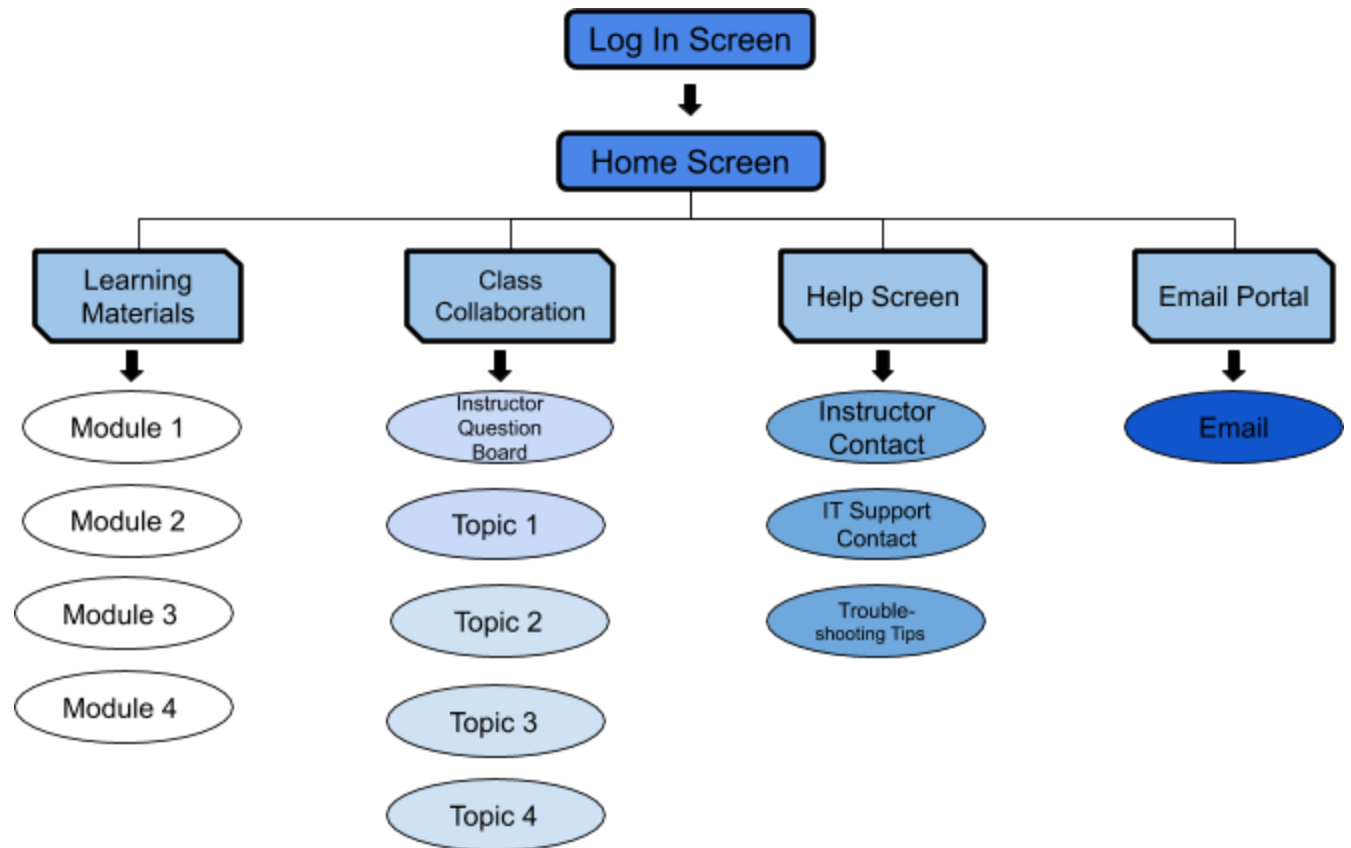 Log In Screen
Home Screen
Learning
Materials
Class
Collaboration
Help Screen
Email Portal
Module 1
Module 2
Module 3
Module 4
Instructor
Question
Board
Topic 1
Topic 2
Topic 3
Topic 4
Instructor
Contact
IT Support
Contact
Trouble-
shooting Tips
Email